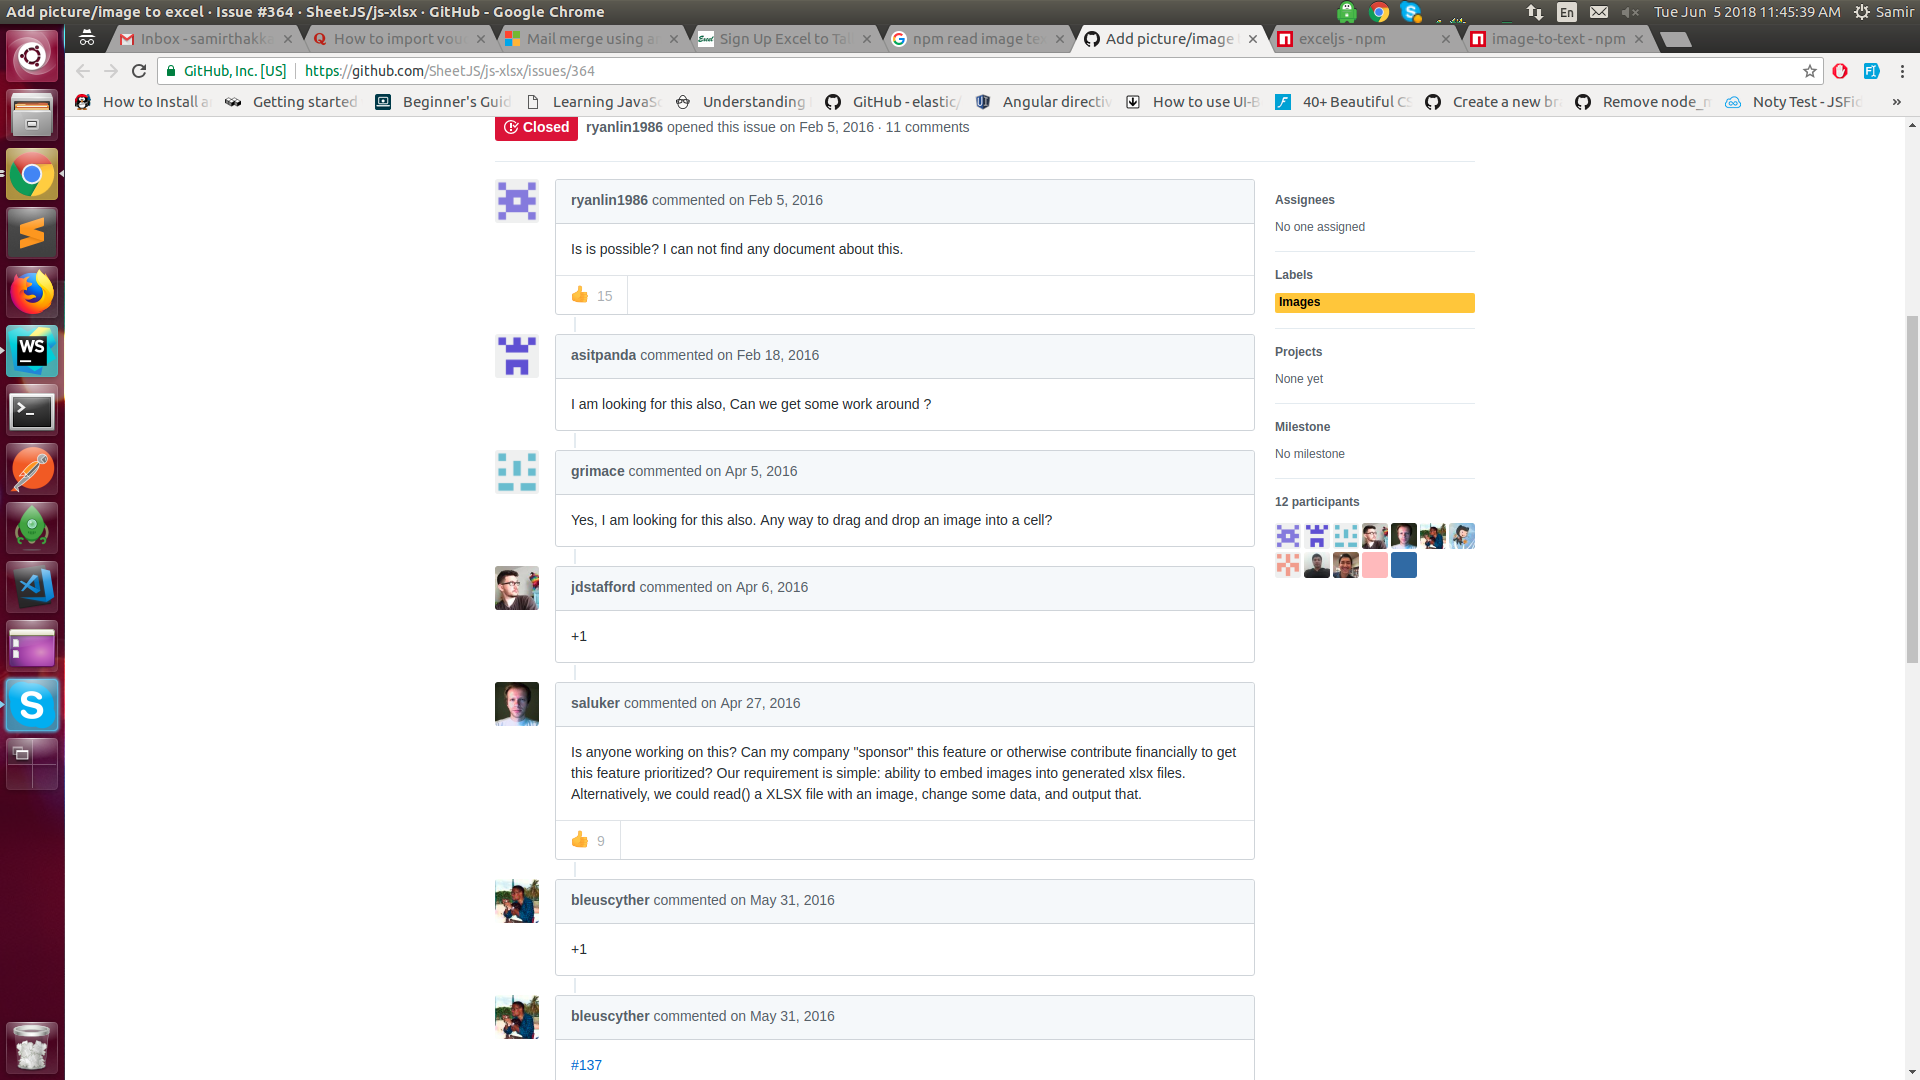 Add picture/image to excel · Issue #364 · SheetJS/js-xlsx · GitHub - Google Chrome
En
Tue Jun 5 2018 11:45:39 AM
Samir
Inbox - samirthakka
How to import your
Mail merge using a
Sign Up Excel to Tal
npm read image tex
Add picture/image
exceljs - npm
image-to-text - npm
GitHub, Inc. [US]
https://github.com/SheetJS/js-xlsx/issues/364
How to Install a
Getting started
Beginner's Guid
Learning JavaSc
Understanding
GitHub - elastic/
Angular directiv
How to use UI-B
40+ Beautiful CS
Create a new br
Remove node_m
Noty Test - JSFid
»
Closed
ryanlin1986 opened this issue on Feb 5, 2016 · 11 comments
ryanlin1986 commented on Feb 5, 2016
Is is possible? I can not find any document about this.
👍 15
asitpanda commented on Feb 18, 2016
I am looking for this also, Can we get some work around ?
grimace commented on Apr 5, 2016
Yes, I am looking for this also. Any way to drag and drop an image into a cell?
jdstafford commented on Apr 6, 2016
+1
saluker commented on Apr 27, 2016
Is anyone working on this? Can my company "sponsor" this feature or otherwise contribute financially to get
this feature prioritized? Our requirement is simple: ability to embed images into generated xlsx files.
Alternatively, we could read() a XLSX file with an image, change some data, and output that.
👍 9
bleuscyther commented on May 31, 2016
+1
bleuscyther commented on May 31, 2016
#137
Assignees
No one assigned
Labels
Images
Projects
None yet
Milestone
No milestone
12 participants
WS
S